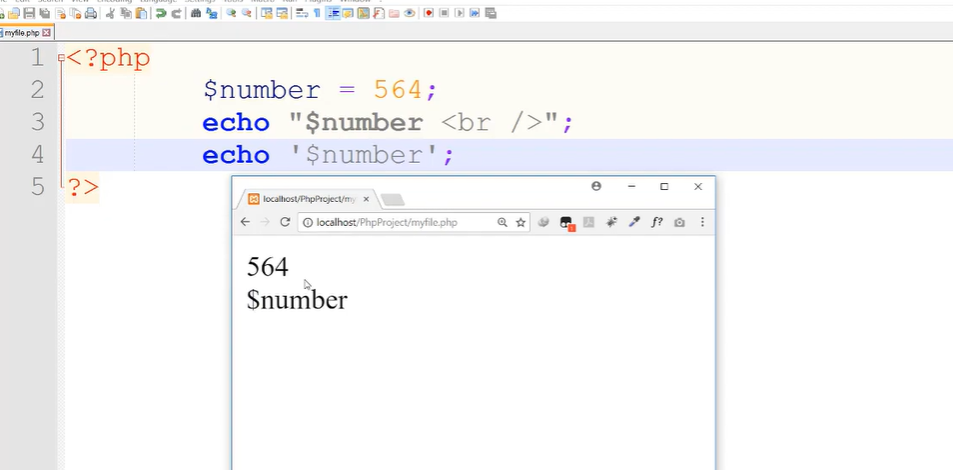 myfile.php
1 <?php
2 $number = 564;
3 echo "$number <br />";
4 echo '$number';
5 ?>
localhost/PhpProject/my
localhost/PhpProject/myfile.php
f?
564
$number